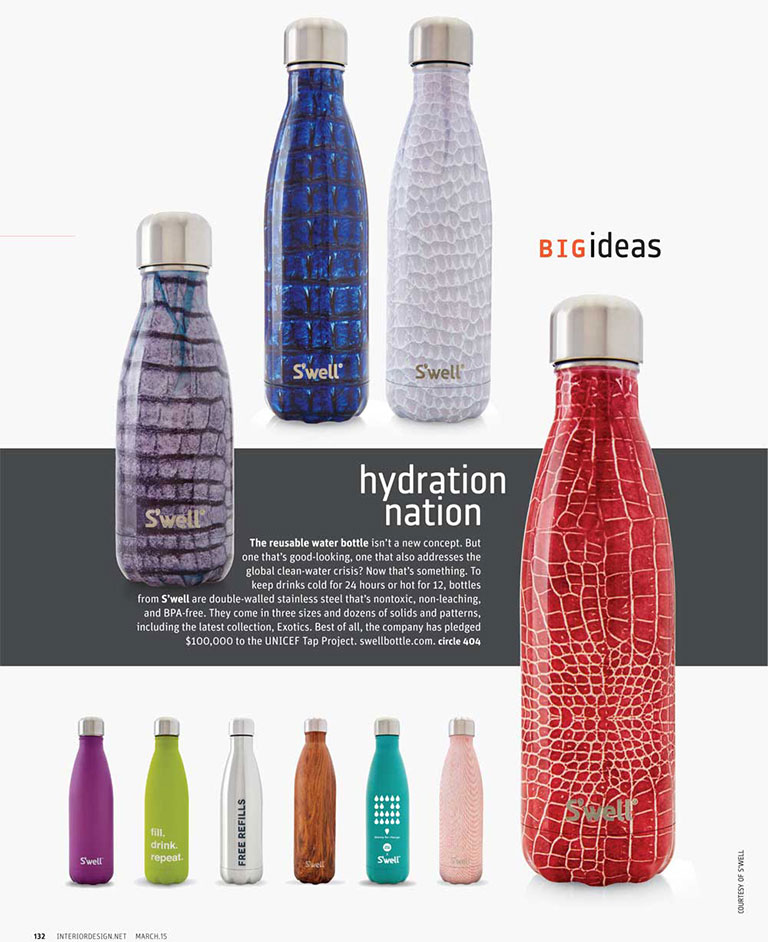 S'well®
S'well®
BIGideas
S'well®
hydration
nation
The reusable water bottle isn't a new concept. But
one that's good-looking, one that also addresses the
global clean-water crisis? Now that's something. To
keep drinks cold for 24 hours or hot for 12, bottles
from S'well are double-walled stainless steel that's nontoxic, non-leaching,
and BPA-free. They come in three sizes and dozens of solids and patterns,
including the latest collection, Exotics. Best of all, the company has pledged
$100,000 to the UNICEF Tap Project. swellbottle.com. circle 404
S'well®
S'well®
fill.
drink.
repeat.
FREE REFILLS
S'well®
S'well®
S'well®
COURTESY OF S'WELL
132 INTERIORDESIGN.NET MARCH.15